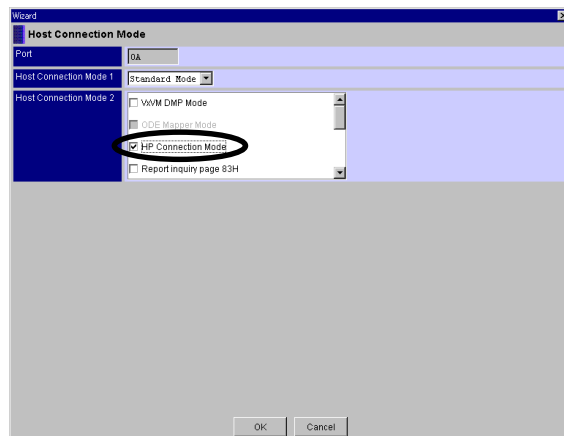 Wizard
Host Connection Mode
Port
0A
Host Connection Mode 1
Standard Mode
Host Connection Mode 2
VxVM DMP Mode
ODE Mapper Mode
HP Connection Mode
Report inquiry page 83H
OK
Cancel